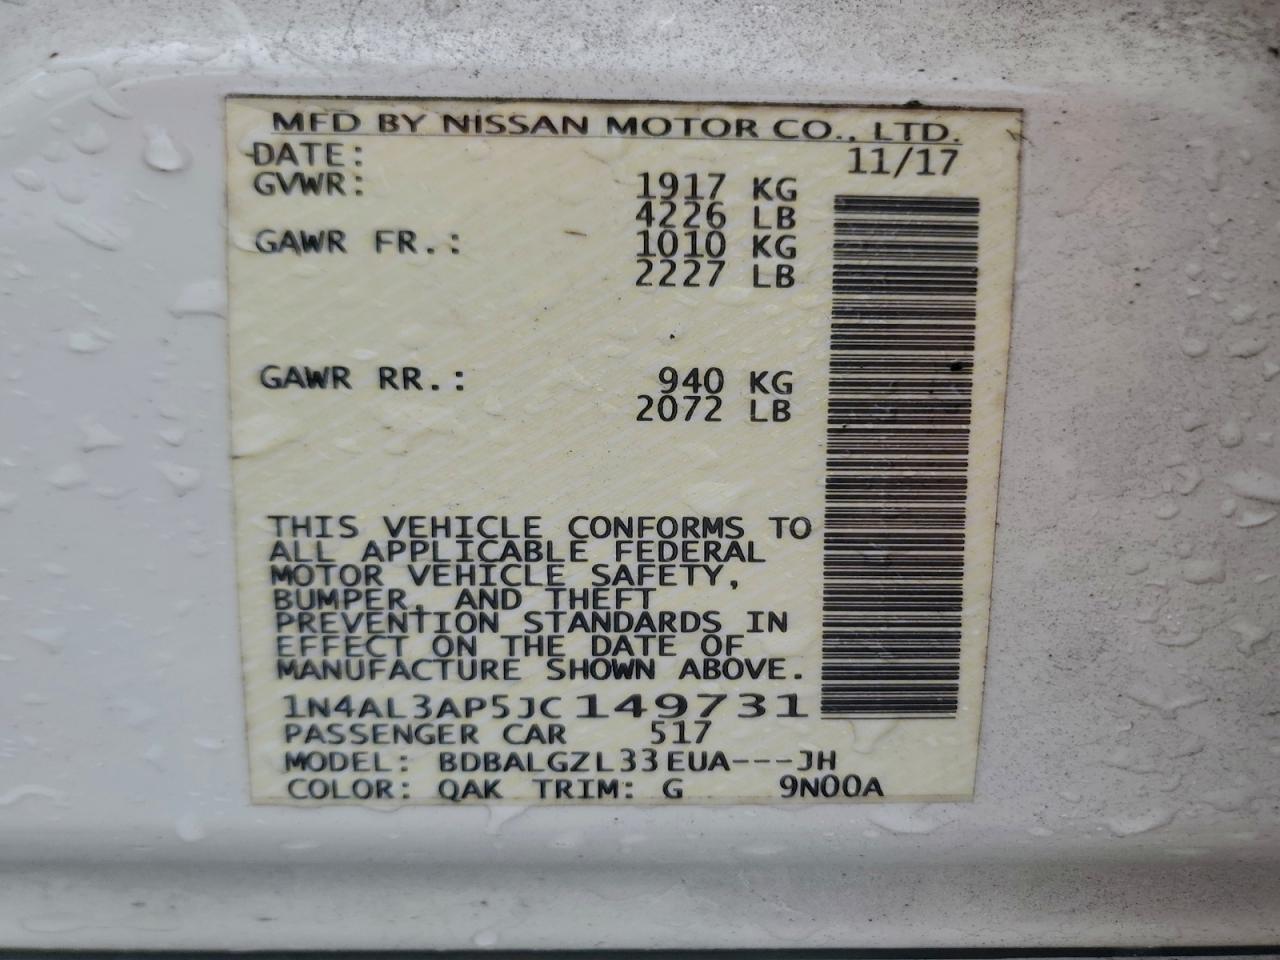 MFD BY NISSAN MOTOR CO., LTD.
DATE: 11/17
GVWR: 1917 KG
4226 LB
GAWR FR.: 1010 KG
2227 LB
GAWR RR.: 940 KG
2072 LB
THIS VEHICLE CONFORMS TO
ALL APPLICABLE FEDERAL
MOTOR VEHICLE SAFETY,
BUMPER, AND THEFT
PREVENTION STANDARDS IN
EFFECT ON THE DATE OF
MANUFACTURE SHOWN ABOVE.
1N4AL3AP5JC149731
PASSENGER CAR 517
MODEL: BDBALGZL33EUA---JH
COLOR: QAK TRIM: G 9N00A